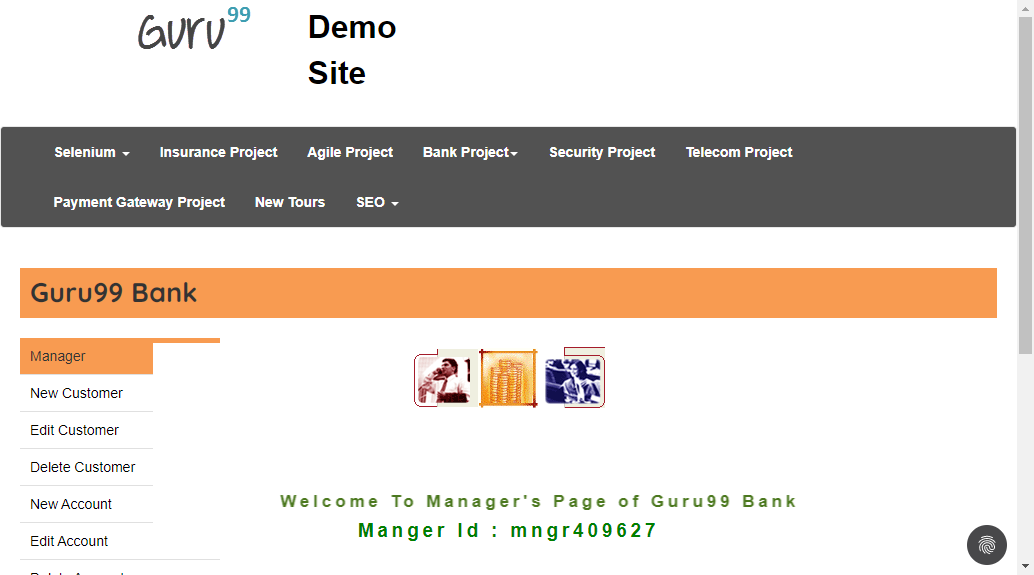 Guru99
Demo
Site
Selenium
Insurance Project
Agile Project
Bank Project
Security Project
Telecom Project
Payment Gateway Project
New Tours
SEO
Guru99 Bank
Manager
New Customer
Edit Customer
Delete Customer
New Account
Edit Account
Welcome To Manager's Page of Guru99 Bank
Manger Id : mngr409627